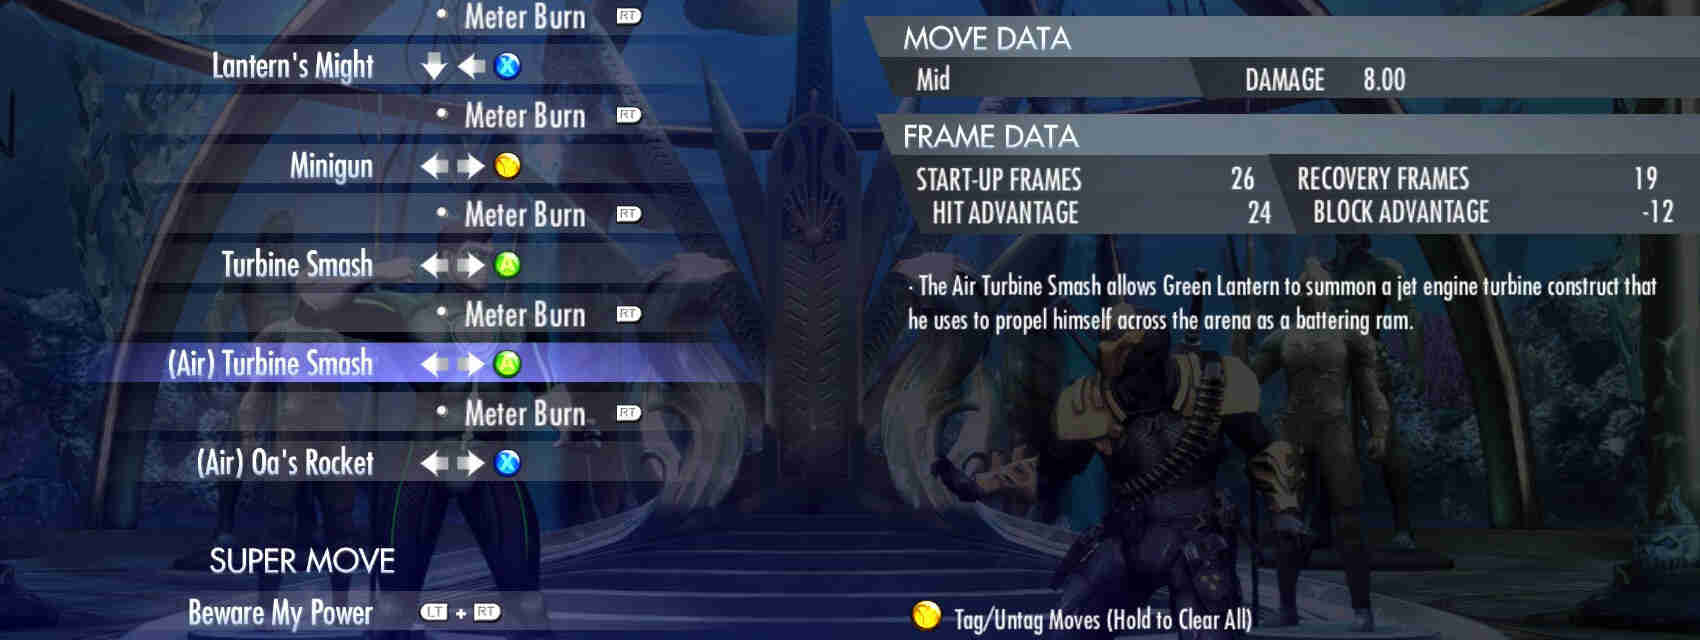 Meter Burn RT
Lantern's Might X
Meter Burn RT
Minigun Y
Meter Burn RT
Turbine Smash A
Meter Burn RT
(Air) Turbine Smash A
Meter Burn RT
(Air) Oa's Rocket X
SUPER MOVE
Beware My Power LT + RT
MOVE DATA
Mid DAMAGE 8.00
FRAME DATA
START-UP FRAMES 26 RECOVERY FRAMES 19
HIT ADVANTAGE 24 BLOCK ADVANTAGE -12
· The Air Turbine Smash allows Green Lantern to summon a jet engine turbine construct that
he uses to propel himself across the arena as a battering ram.
Y Tag/Untag Moves (Hold to Clear All)